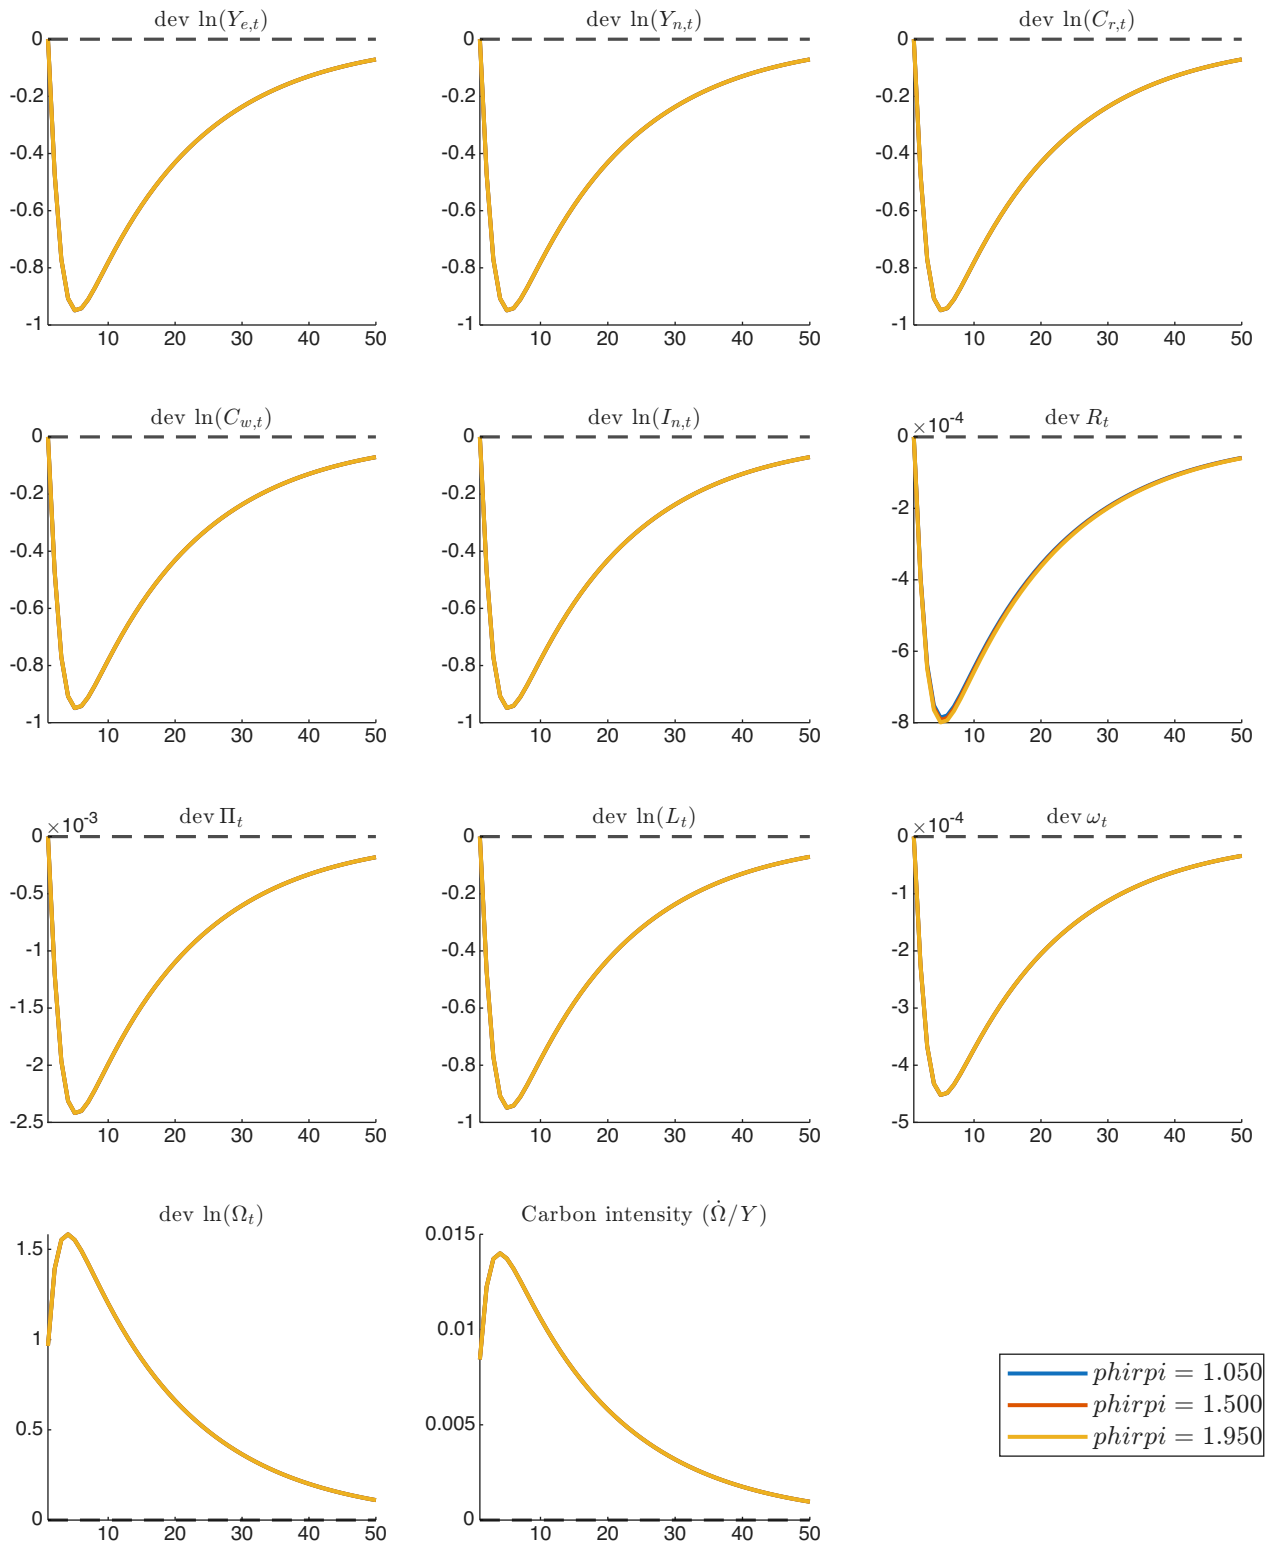 dev ln(Y_{e,t}) dev ln(Y_{n,t}) dev ln(C_{r,t})
0 0 0
-0.2 -0.2 -0.2
-0.4 -0.4 -0.4
-0.6 -0.6 -0.6
-0.8 -0.8 -0.8
-1 -1 -1
10 20 30 40 50 10 20 30 40 50 10 20 30 40 50
dev ln(C_{w,t}) dev ln(I_{n,t}) dev R_t
0 0 0 ×10^{-4}
-0.2 -0.2 -2
-0.4 -0.4 -4
-0.6 -0.6 -6
-0.8 -0.8
-1 -1 -8
10 20 30 40 50 10 20 30 40 50 10 20 30 40 50
dev Π_t dev ln(L_t) dev ω_t
0 ×10^{-3} 0 0 ×10^{-4}
-0.5 -0.2 -1
-1 -0.4 -2
-1.5 -0.6 -3
-2 -0.8 -4
-2.5 -1 -5
10 20 30 40 50 10 20 30 40 50 10 20 30 40 50
dev ln(Ω_t) Carbon intensity (Ω̇/Y)
1.5 0.015
1 0.01
0.5 0.005
0 0
10 20 30 40 50 10 20 30 40 50
phirpi = 1.050
phirpi = 1.500
phirpi = 1.950